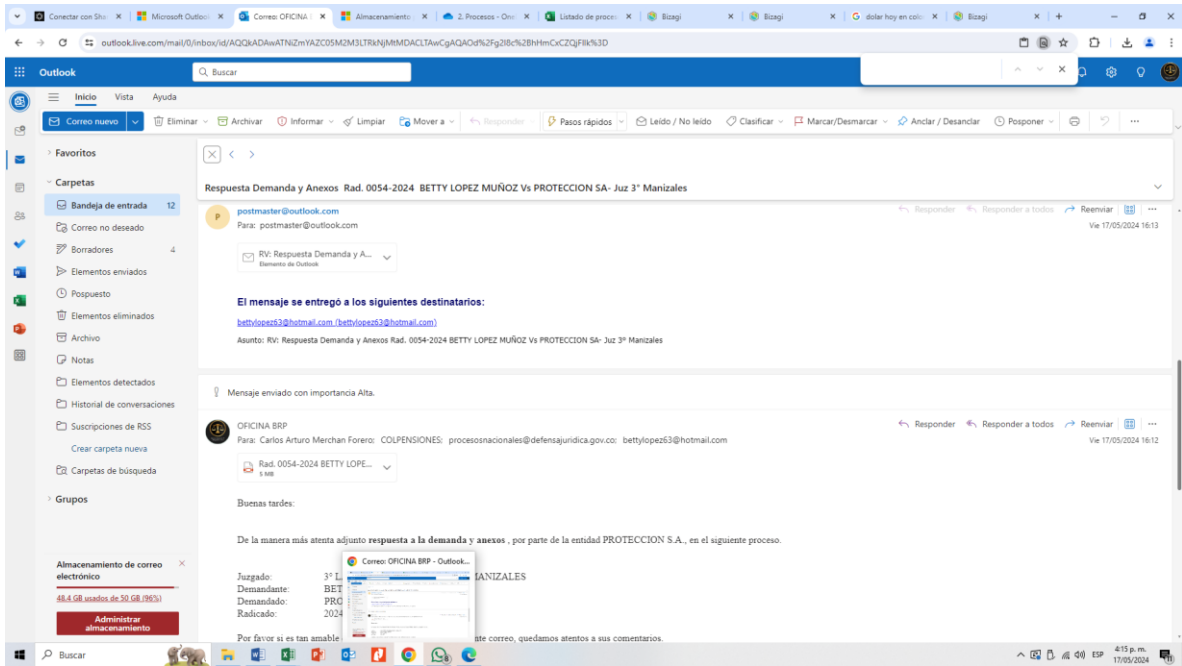 Conectar con Sha
Microsoft Outloo
Correo: OFICINA
Almacenamiento
2. Procesos - One
Listado de proces
Bizagi
Bizagi
dolar hoy en colo
Bizagi
outlook.live.com/mail/0/
Outlook
Buscar
Inicio Vista Ayuda
Correo nuevo Eliminar Archivar Informar Limpiar Mover a Responder Pasos rápidos Leído / No leído Clasificar Marcar/Desmarcar Anclar / Desanclar Posponer
Favoritos
Carpetas
Bandeja de entrada 12
Correo no deseado
Borradores 4
Elementos enviados
Pospuesto
Elementos eliminados
Archivo
Notas
Elementos detectados
Historial de conversaciones
Suscripciones de RSS
Crear carpeta nueva
Carpetas de búsqueda
Grupos
Almacenamiento de correo electrónico
48.4 GB usados de 50 GB (96%)
Administrar almacenamiento
Respuesta Demanda y Anexos Rad. 0054-2024 BETTY LOPEZ MUÑOZ Vs PROTECCION SA- Juz 3° Manizales
P
postmaster@outlook.com
Responder Responder a todos Reenviar
Para: postmaster@outlook.com
Vie 17/05/2024 16:13
RV: Respuesta Demanda y A...
Elemento de Outlook
El mensaje se entregó a los siguientes destinatarios:
bettylopez63@hotmail.com (bettylopez63@hotmail.com)
Asunto: RV: Respuesta Demanda y Anexos Rad. 0054-2024 BETTY LOPEZ MUÑOZ Vs PROTECCION SA- Juz 3° Manizales
Mensaje enviado con importancia Alta.
OFICINA BRP
Responder Responder a todos Reenviar
Para: Carlos Arturo Merchan Forero; COLPENSIONES; procesosnacionales@defensajuridica.gov.co; bettylopez63@hotmail.com
Vie 17/05/2024 16:12
Rad. 0054-2024 BETTY LOPE...
5 MB
Buenas tardes:
De la manera más atenta adjunto respuesta a la demanda y anexos , por parte de la entidad PROTECCION S.A., en el siguiente proceso.
Correo: OFICINA BRP - Outlook...
Juzgado: 3° L MANIZALES
Demandante: BET
Demandado: PRO
Radicado: 2024
Por favor si es tan amable nte correo, quedamos atentos a sus comentarios.
Buscar
ESP
4:15 p. m.
17/05/2024